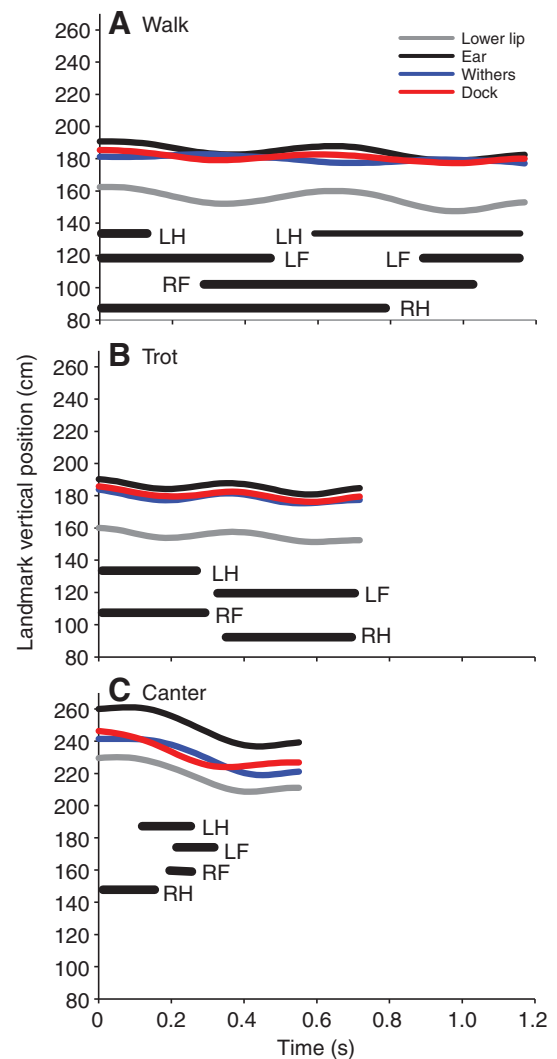 A Walk
Lower lip
Ear
Withers
Dock
260
240
220
200
180
160
140
120
100
80
LH
LH
LF
LF
RF
RH
B Trot
260
240
220
200
180
160
140
120
100
80
LH
LF
RF
RH
Landmark vertical position (cm)
C Canter
260
240
220
200
180
160
140
120
100
80
LH
LF
RF
RH
0 0.2 0.4 0.6 0.8 1.0 1.2
Time (s)